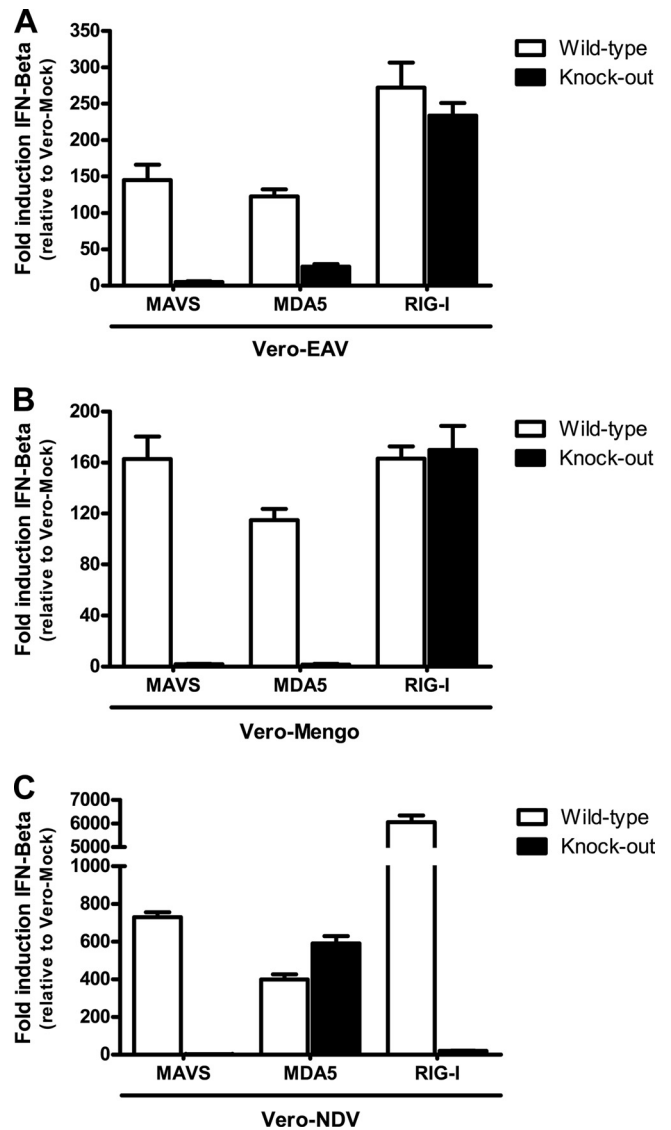 A
Fold induction IFN-Beta
(relative to Vero-Mock)
350
300
250
200
150
100
50
0
MAVS
MDA5
RIG-I
Vero-EAV
Wild-type
Knock-out
B
Fold induction IFN-Beta
(relative to Vero-Mock)
200
160
120
80
40
0
MAVS
MDA5
RIG-I
Vero-Mengo
Wild-type
Knock-out
C
Fold induction IFN-Beta
(relative to Vero-Mock)
7000
6000
5000
1000
800
600
400
200
0
MAVS
MDA5
RIG-I
Vero-NDV
Wild-type
Knock-out